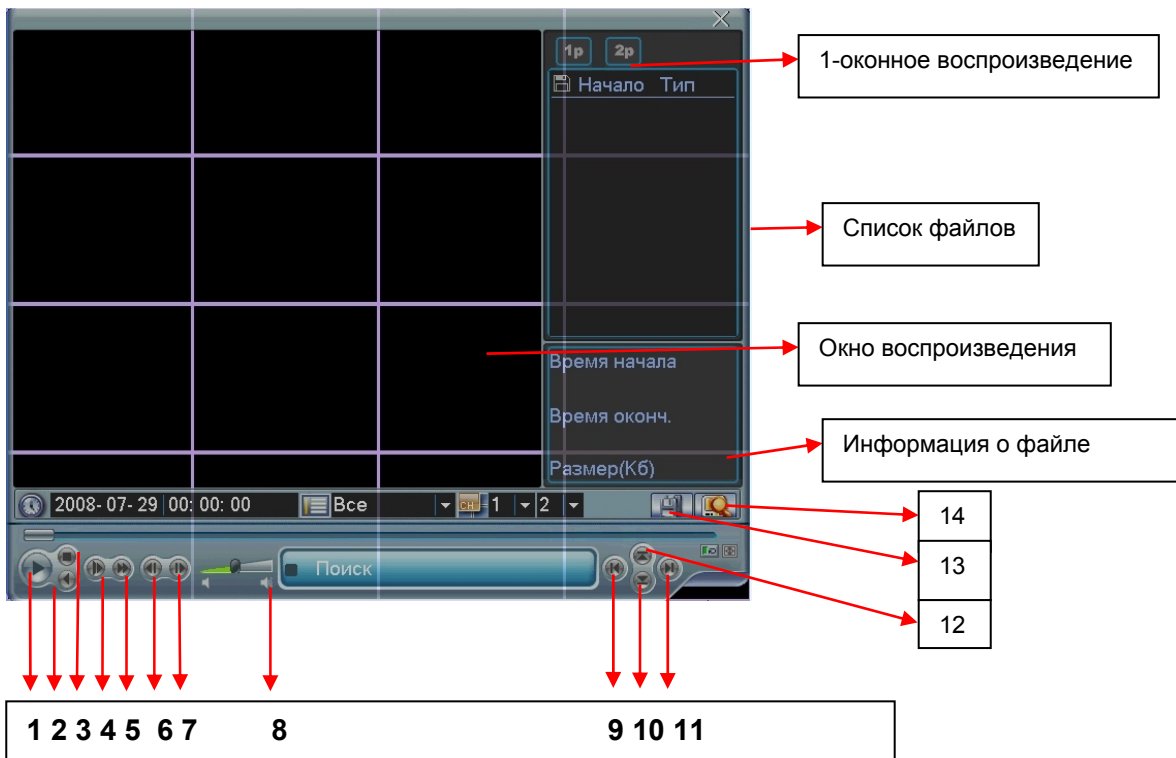 1p 2p
1-оконное воспроизведение
Начало Тип
Список файлов
Окно воспроизведения
Время начала
Время оконч.
Информация о файле
Размер(Кб)
2008- 07- 29 00: 00: 00 Все CH 1 2
14
13
12
Поиск
1 2 3 4 5 6 7 8 9 10 11